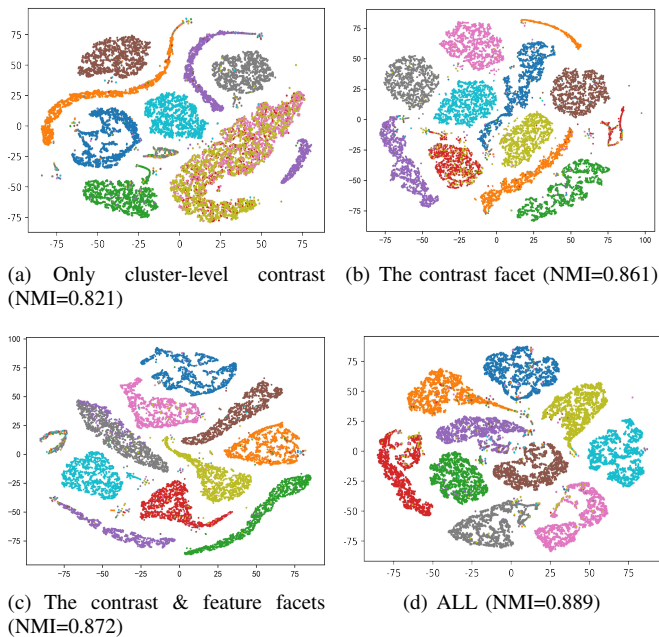 75
50
25
0
-25
-50
-75
-75 -50 -25 0 25 50 75
75
50
25
0
-25
-50
-75
-75 -50 -25 0 25 50 75 100
(a) Only cluster-level contrast
(NMI=0.821)
(b) The contrast facet (NMI=0.861)
100
75
50
25
0
-25
-50
-75
-75 -50 -25 0 25 50 75
75
50
25
0
-25
-50
-75
-75 -50 -25 0 25 50 75
(c) The contrast & feature facets
(NMI=0.872)
(d) ALL (NMI=0.889)